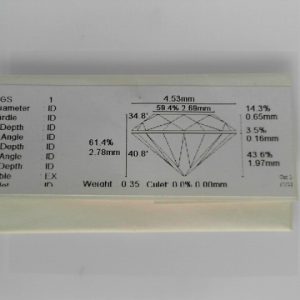 GS 1
ameter ID
irdle ID
Depth ID
Angle ID
Depth ID
Angle ID
Depth ID
ble EX
let ID
4.53mm
59.4% 2.69mm
34.8°
14.3%
0.65mm
3.5%
0.16mm
61.4%
2.78mm
40.8°
43.6%
1.97mm
Weight 0.35 Culet 0.0% 0.00mm